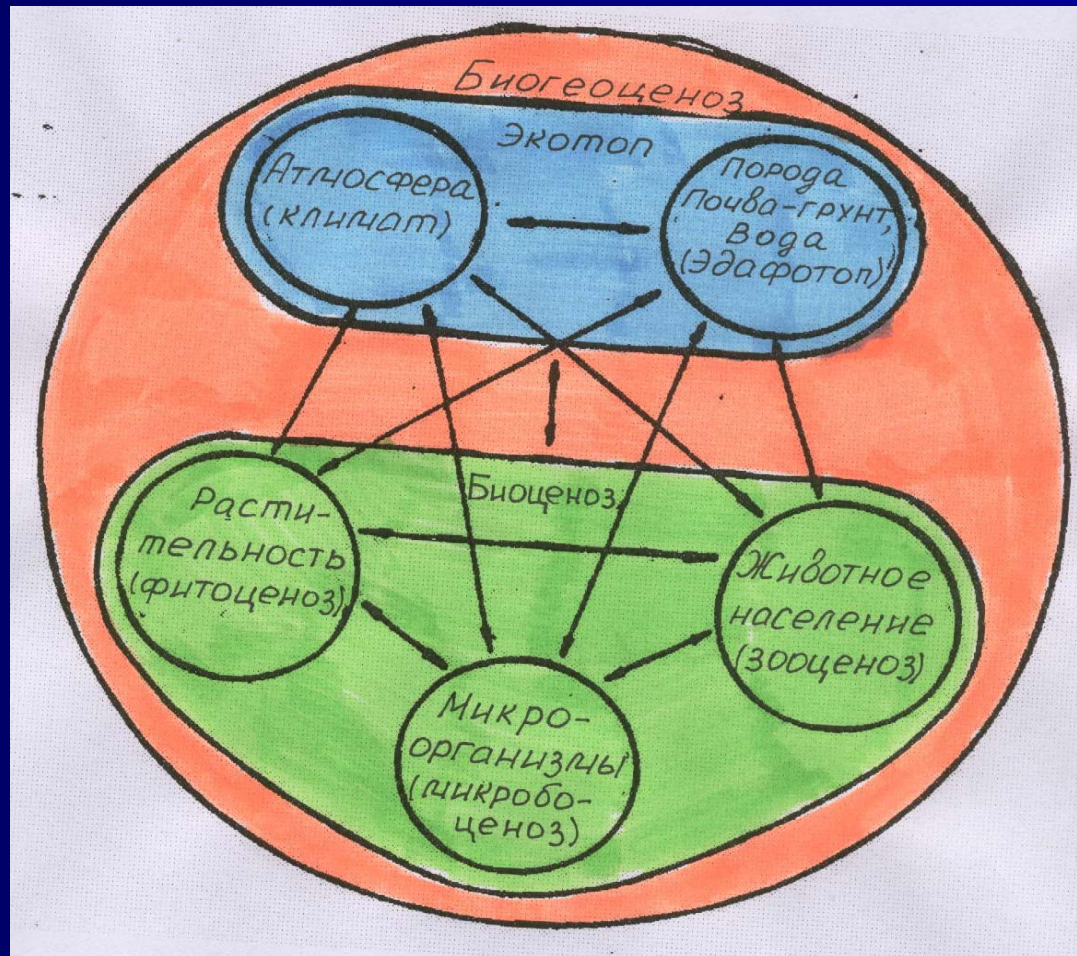 Биогеоценоз
Экотоп
Атмосфера
(климат)
Порода
Почва-грунт,
Вода
(Эдафотоп)
Биоценоз
Расти-
тельность
(фитоценоз)
Животное
население
(зооценоз)
Микро-
организмы
(микробо-
ценоз)